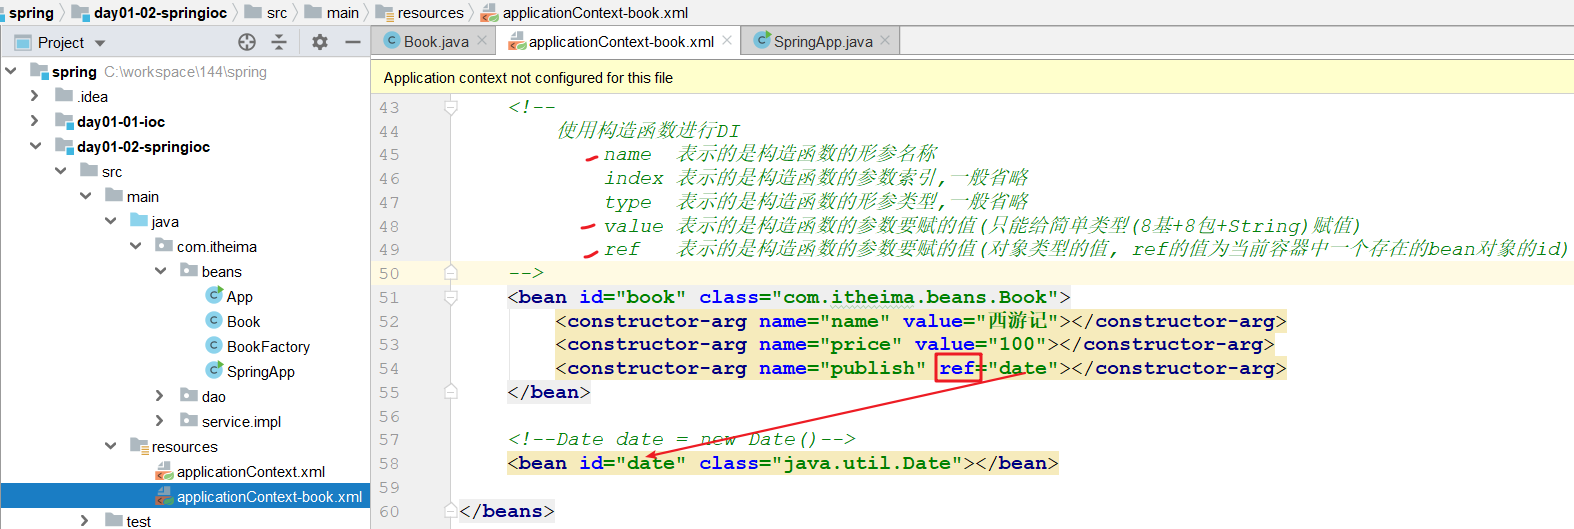 spring day01-02-springioc src main resources applicationContext-book.xml
Project
Book.java applicationContext-book.xml SpringApp.java
Application context not configured for this file
spring C:\workspace\144\spring
.idea
day01-01-ioc
day01-02-springioc
src
main
java
com.itheima
beans
App
Book
BookFactory
SpringApp
dao
service.impl
resources
applicationContext.xml
applicationContext-book.xml
test
43 <!--
44 使用构造函数进行DI
45 name 表示的是构造函数的形参名称
46 index 表示的是构造函数的参数索引,一般省略
47 type 表示的是构造函数的形参类型,一般省略
48 value 表示的是构造函数的参数要赋的值(只能给简单类型(8基+8包+String)赋值)
49 ref 表示的是构造函数的参数要赋的值(对象类型的值, ref的值为当前容器中一个存在的bean对象的id)
50 -->
51 <bean id="book" class="com.itheima.beans.Book">
52 <constructor-arg name="name" value="西游记"></constructor-arg>
53 <constructor-arg name="price" value="100"></constructor-arg>
54 <constructor-arg name="publish" ref="date"></constructor-arg>
55 </bean>
56
57 <!--Date date = new Date()-->
58 <bean id="date" class="java.util.Date"></bean>
59
60 </beans>